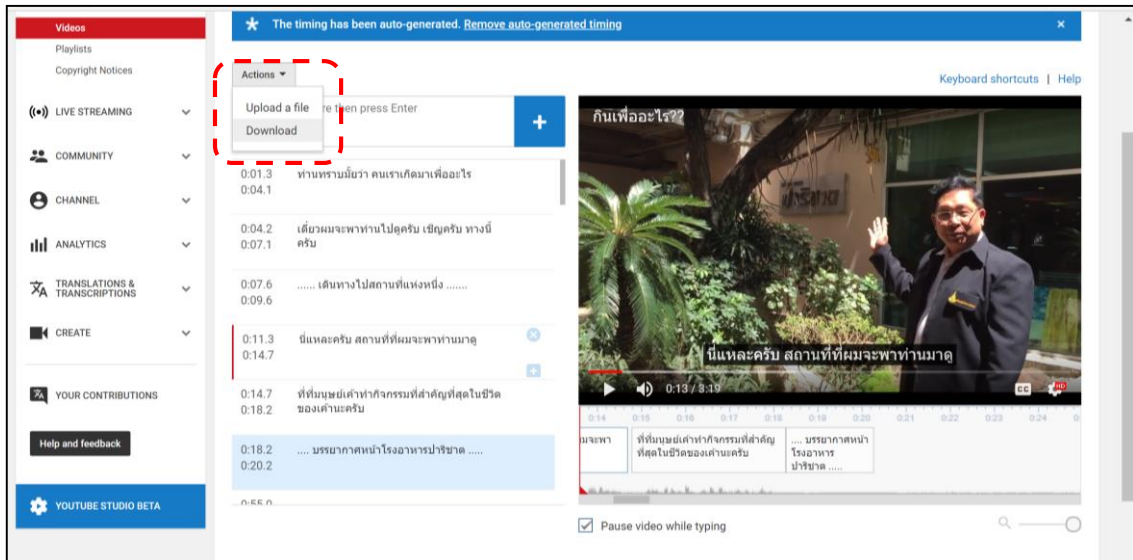 Videos
Playlists
Copyright Notices
LIVE STREAMING
COMMUNITY
CHANNEL
ANALYTICS
TRANSLATIONS &
TRANSCRIPTIONS
CREATE
YOUR CONTRIBUTIONS
Help and feedback
YOUTUBE STUDIO BETA
The timing has been auto-generated. Remove auto-generated timing
Actions
Upload a file
Download
then press Enter
Keyboard shortcuts | Help
0:01.3 ท่านทราบมั้ยว่า คนเราเกิดมาเพื่ออะไร
0:04.1
0:04.2 เดี๋ยวผมจะพาท่านไปดูครับ เชิญครับ ทางนี้
0:07.1 ครับ
0:07.6 ...... เดินทางไปสถานที่แห่งหนึ่ง .......
0:09.6
0:11.3 นี่แหละครับ สถานที่ที่ผมจะพาท่านมาดู
0:14.7
0:14.7 ที่ที่มนุษย์เค้าทำกิจกรรมที่สำคัญที่สุดในชีวิต
0:18.2 ของเค้านะครับ
0:18.2 .... บรรยากาศหน้าโรงอาหารปาริชาด .....
0:20.2
0:55.0
กินเพื่ออะไร??
ปาริชาต
นี่แหละครับ สถานที่ที่ผมจะพาท่านมาดู
0:13 / 3:19
CC
HD
0:14 0:15 0:16 0:17 0:18 0:19 0:20 0:21 0:22 0:23 0:24
มจะพา
ที่ที่มนุษย์เค้าทำกิจกรรมที่สำคัญ
ที่สุดในชีวิตของเค้านะครับ
.... บรรยากาศหน้า
โรงอาหาร
ปาริชาด .....
Pause video while typing